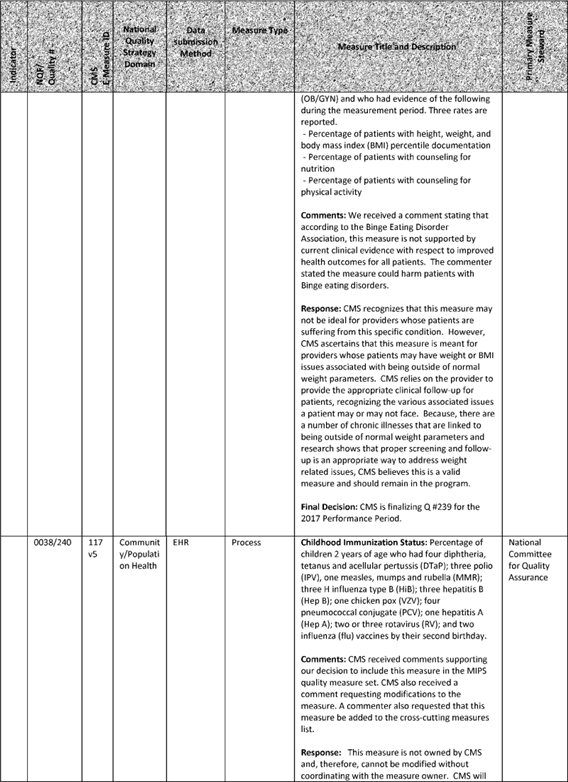 Indicator
NQF/
Quality #
CMS
E-Measure ID
National
Quality
Strategy
Domain
Data
submission
Method
Measure Type
Measure Title and Description
Primary Measure
Steward
(OB/GYN) and who had evidence of the following
during the measurement period. Three rates are
reported.
- Percentage of patients with height, weight, and
body mass index (BMI) percentile documentation
- Percentage of patients with counseling for
nutrition
- Percentage of patients with counseling for
physical activity
Comments: We received a comment stating that
according to the Binge Eating Disorder
Association, this measure is not supported by
current clinical evidence with respect to improved
health outcomes for all patients. The commenter
stated the measure could harm patients with
Binge eating disorders.
Response: CMS recognizes that this measure may
not be ideal for providers whose patients are
suffering from this specific condition. However,
CMS ascertains that this measure is meant for
providers whose patients may have weight or BMI
issues associated with being outside of normal
weight parameters. CMS relies on the provider to
provide the appropriate clinical follow-up for
patients, recognizing the various associated issues
a patient may or may not face. Because, there are
a number of chronic illnesses that are linked to
being outside of normal weight parameters and
research shows that proper screening and follow-
up is an appropriate way to address weight
related issues, CMS believes this is a valid
measure and should remain in the program.
Final Decision: CMS is finalizing Q #239 for the
2017 Performance Period.
0038/240
117
v5
Communit
y/Populati
on Health
EHR
Process
Childhood Immunization Status: Percentage of
children 2 years of age who had four diphtheria,
tetanus and acellular pertussis (DTaP); three polio
(IPV), one measles, mumps and rubella (MMR);
three H influenza type B (HiB); three hepatitis B
(Hep B); one chicken pox (VZV); four
pneumococcal conjugate (PCV); one hepatitis A
(Hep A); two or three rotavirus (RV); and two
influenza (flu) vaccines by their second birthday.
Comments: CMS received comments supporting
our decision to include this measure in the MIPS
quality measure set. CMS also received a
comment requesting modifications to the
measure. A commenter also requested that this
measure be added to the cross-cutting measures
list.
Response: This measure is not owned by CMS
and, therefore, cannot be modified without
coordinating with the measure owner. CMS will
National
Committee
for Quality
Assurance